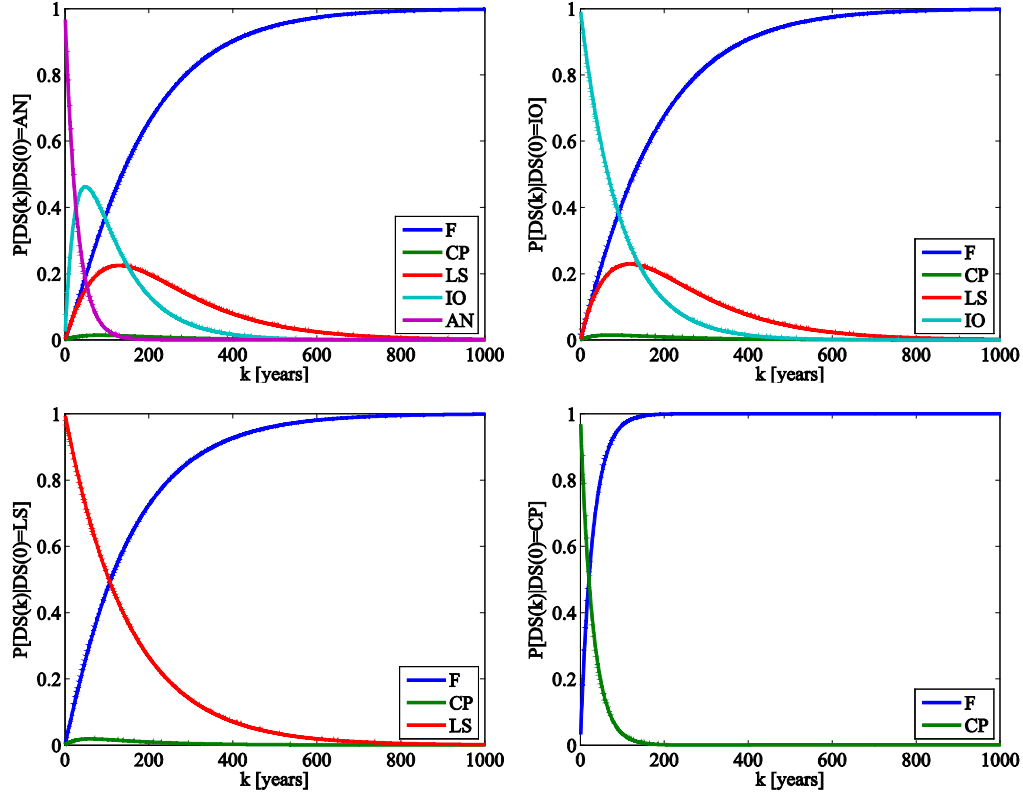 P[DS(k)|DS(0)=AN]
1
0.8
0.6
0.4
0.2
0
F
CP
LS
IO
AN
0 200 400 600 800 1000
k [years]
P[DS(k)|DS(0)=IO]
1
0.8
0.6
0.4
0.2
0
F
CP
LS
IO
0 200 400 600 800 1000
k [years]
P[DS(k)|DS(0)=LS]
1
0.8
0.6
0.4
0.2
0
F
CP
LS
0 200 400 600 800 1000
k [years]
P[DS(k)|DS(0)=CP]
1
0.8
0.6
0.4
0.2
0
F
CP
0 200 400 600 800 1000
k [years]